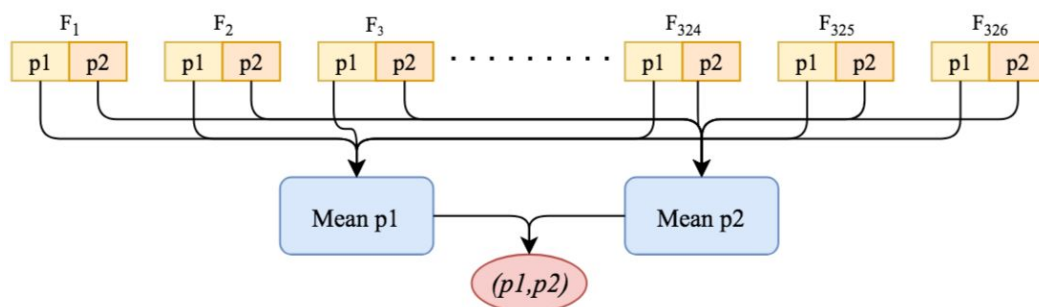 F1 F2 F3 F324 F325 F326
p1 p2 p1 p2 p1 p2 . . . . . . . . . p1 p2 p1 p2 p1 p2
Mean p1 Mean p2
(p1,p2)